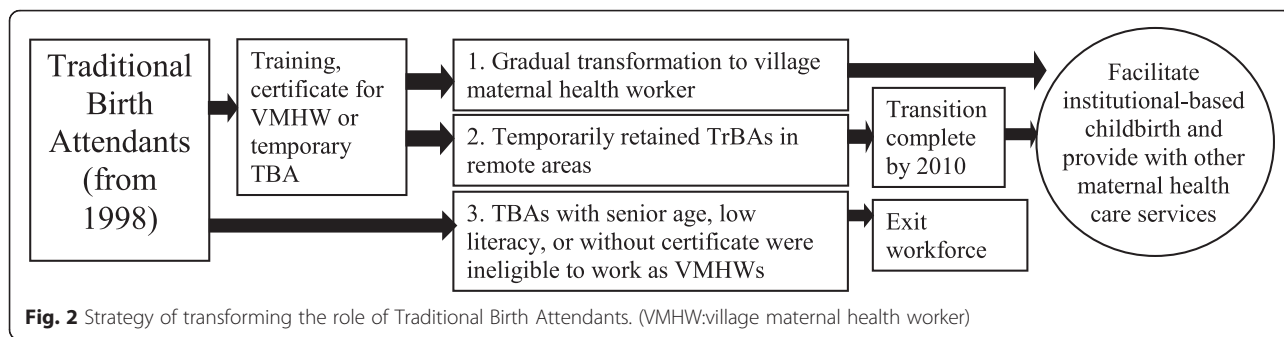 Traditional
Birth
Attendants
(from
1998)
Training,
certificate for
VMHW or
temporary
TBA
1. Gradual transformation to village
maternal health worker
2. Temporarily retained TrBAs in
remote areas
3. TBAs with senior age, low
literacy, or without certificate were
ineligible to work as VMHWs
Transition
complete
by 2010
Exit
workforce
Facilitate
institutional-based
childbirth and
provide with other
maternal health
care services
Fig. 2 Strategy of transforming the role of Traditional Birth Attendants. (VMHW:village maternal health worker)